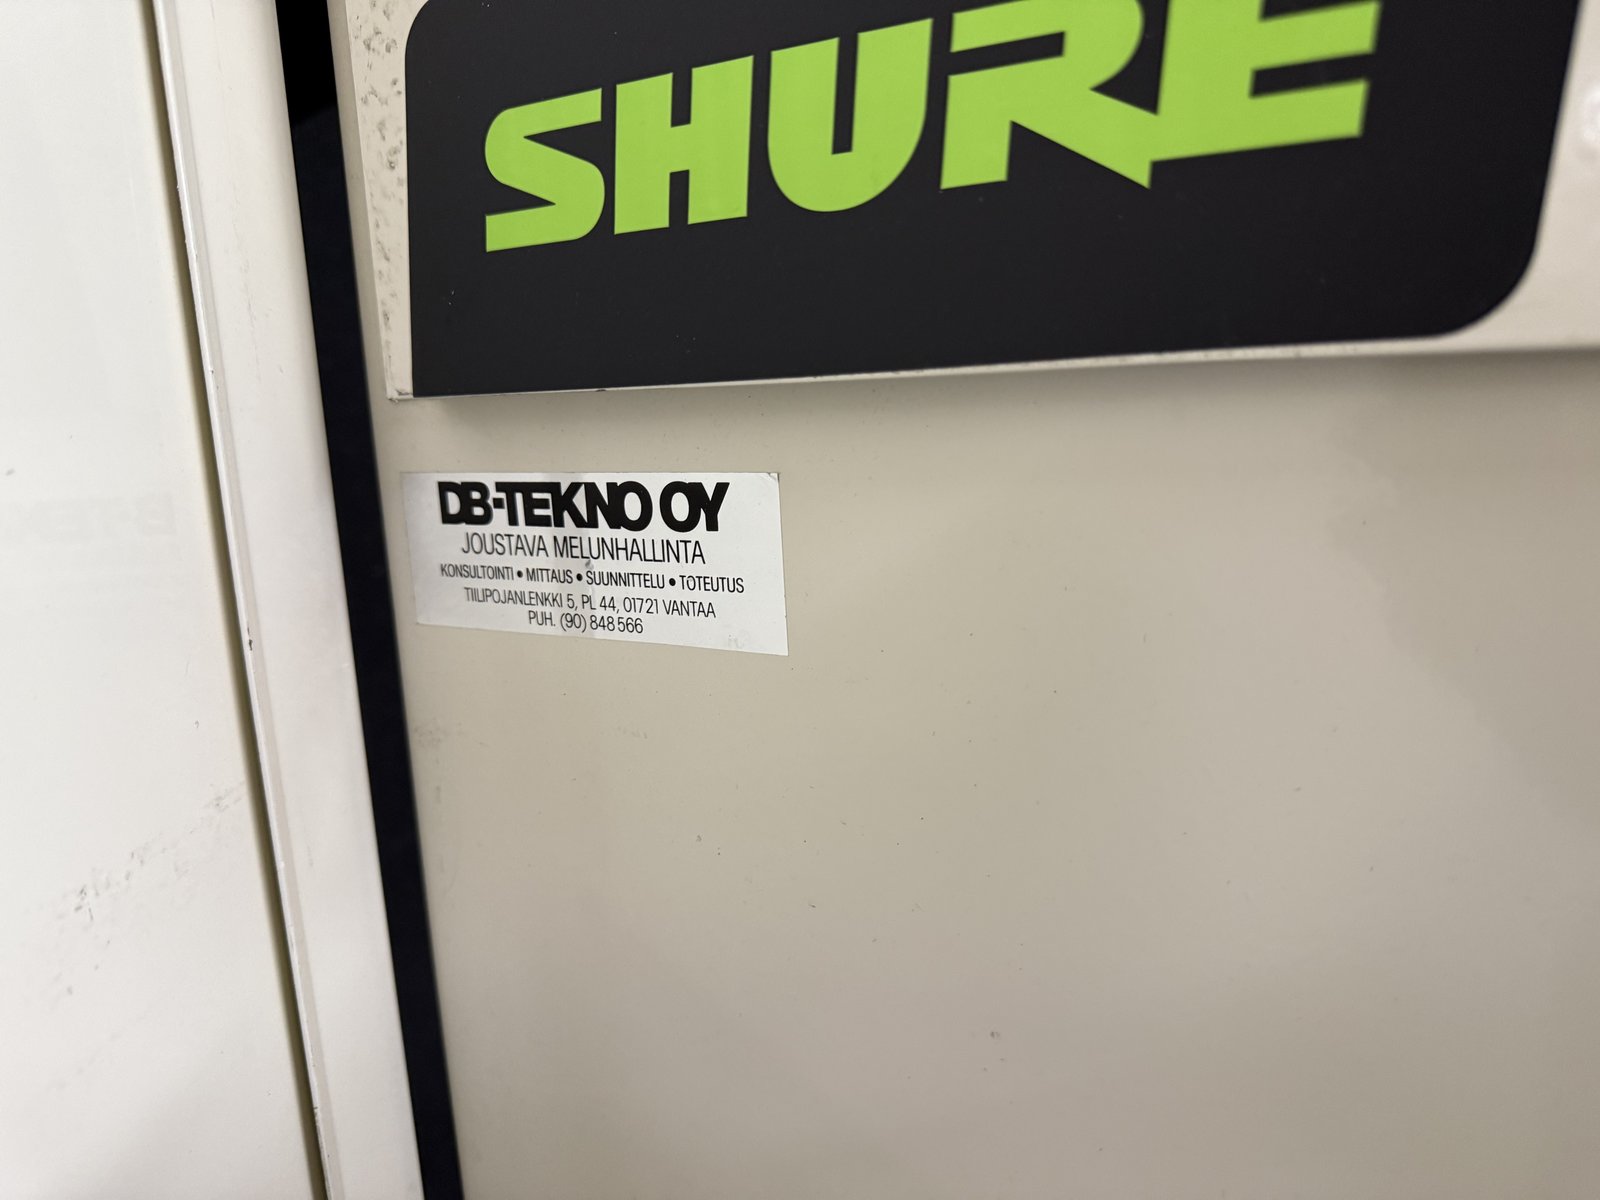 SHURE
DB-TEKNO OY
JOUSTAVA MELUNHALLINTA
KONSULTOINTI • MITTAUS • SUUNNITTELU • TOTEUTUS
TIILIPOJANLENKKI 5, PL 44, 01721 VANTAA
PUH. (90) 848 566